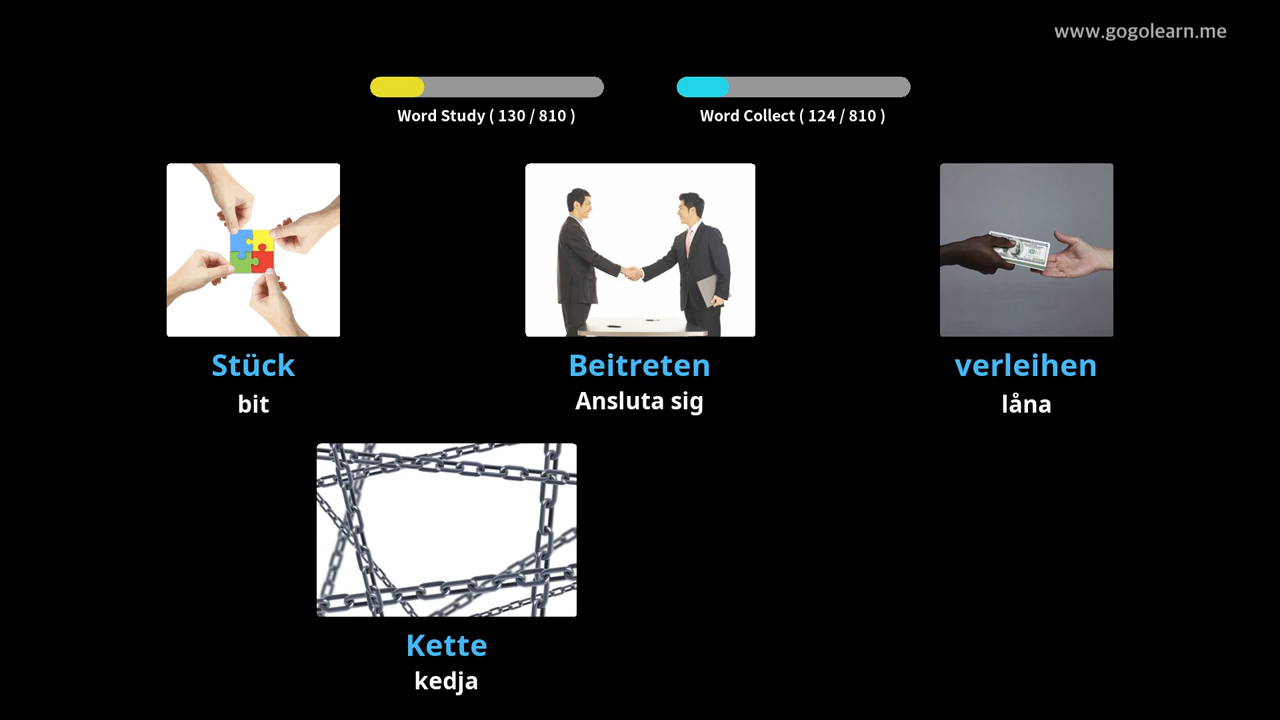 www.gogolearn.me
Word Study ( 130 / 810 )
Word Collect ( 124 / 810 )
Stück
bit
Beitreten
Ansluta sig
verleihen
låna
Kette
kedja